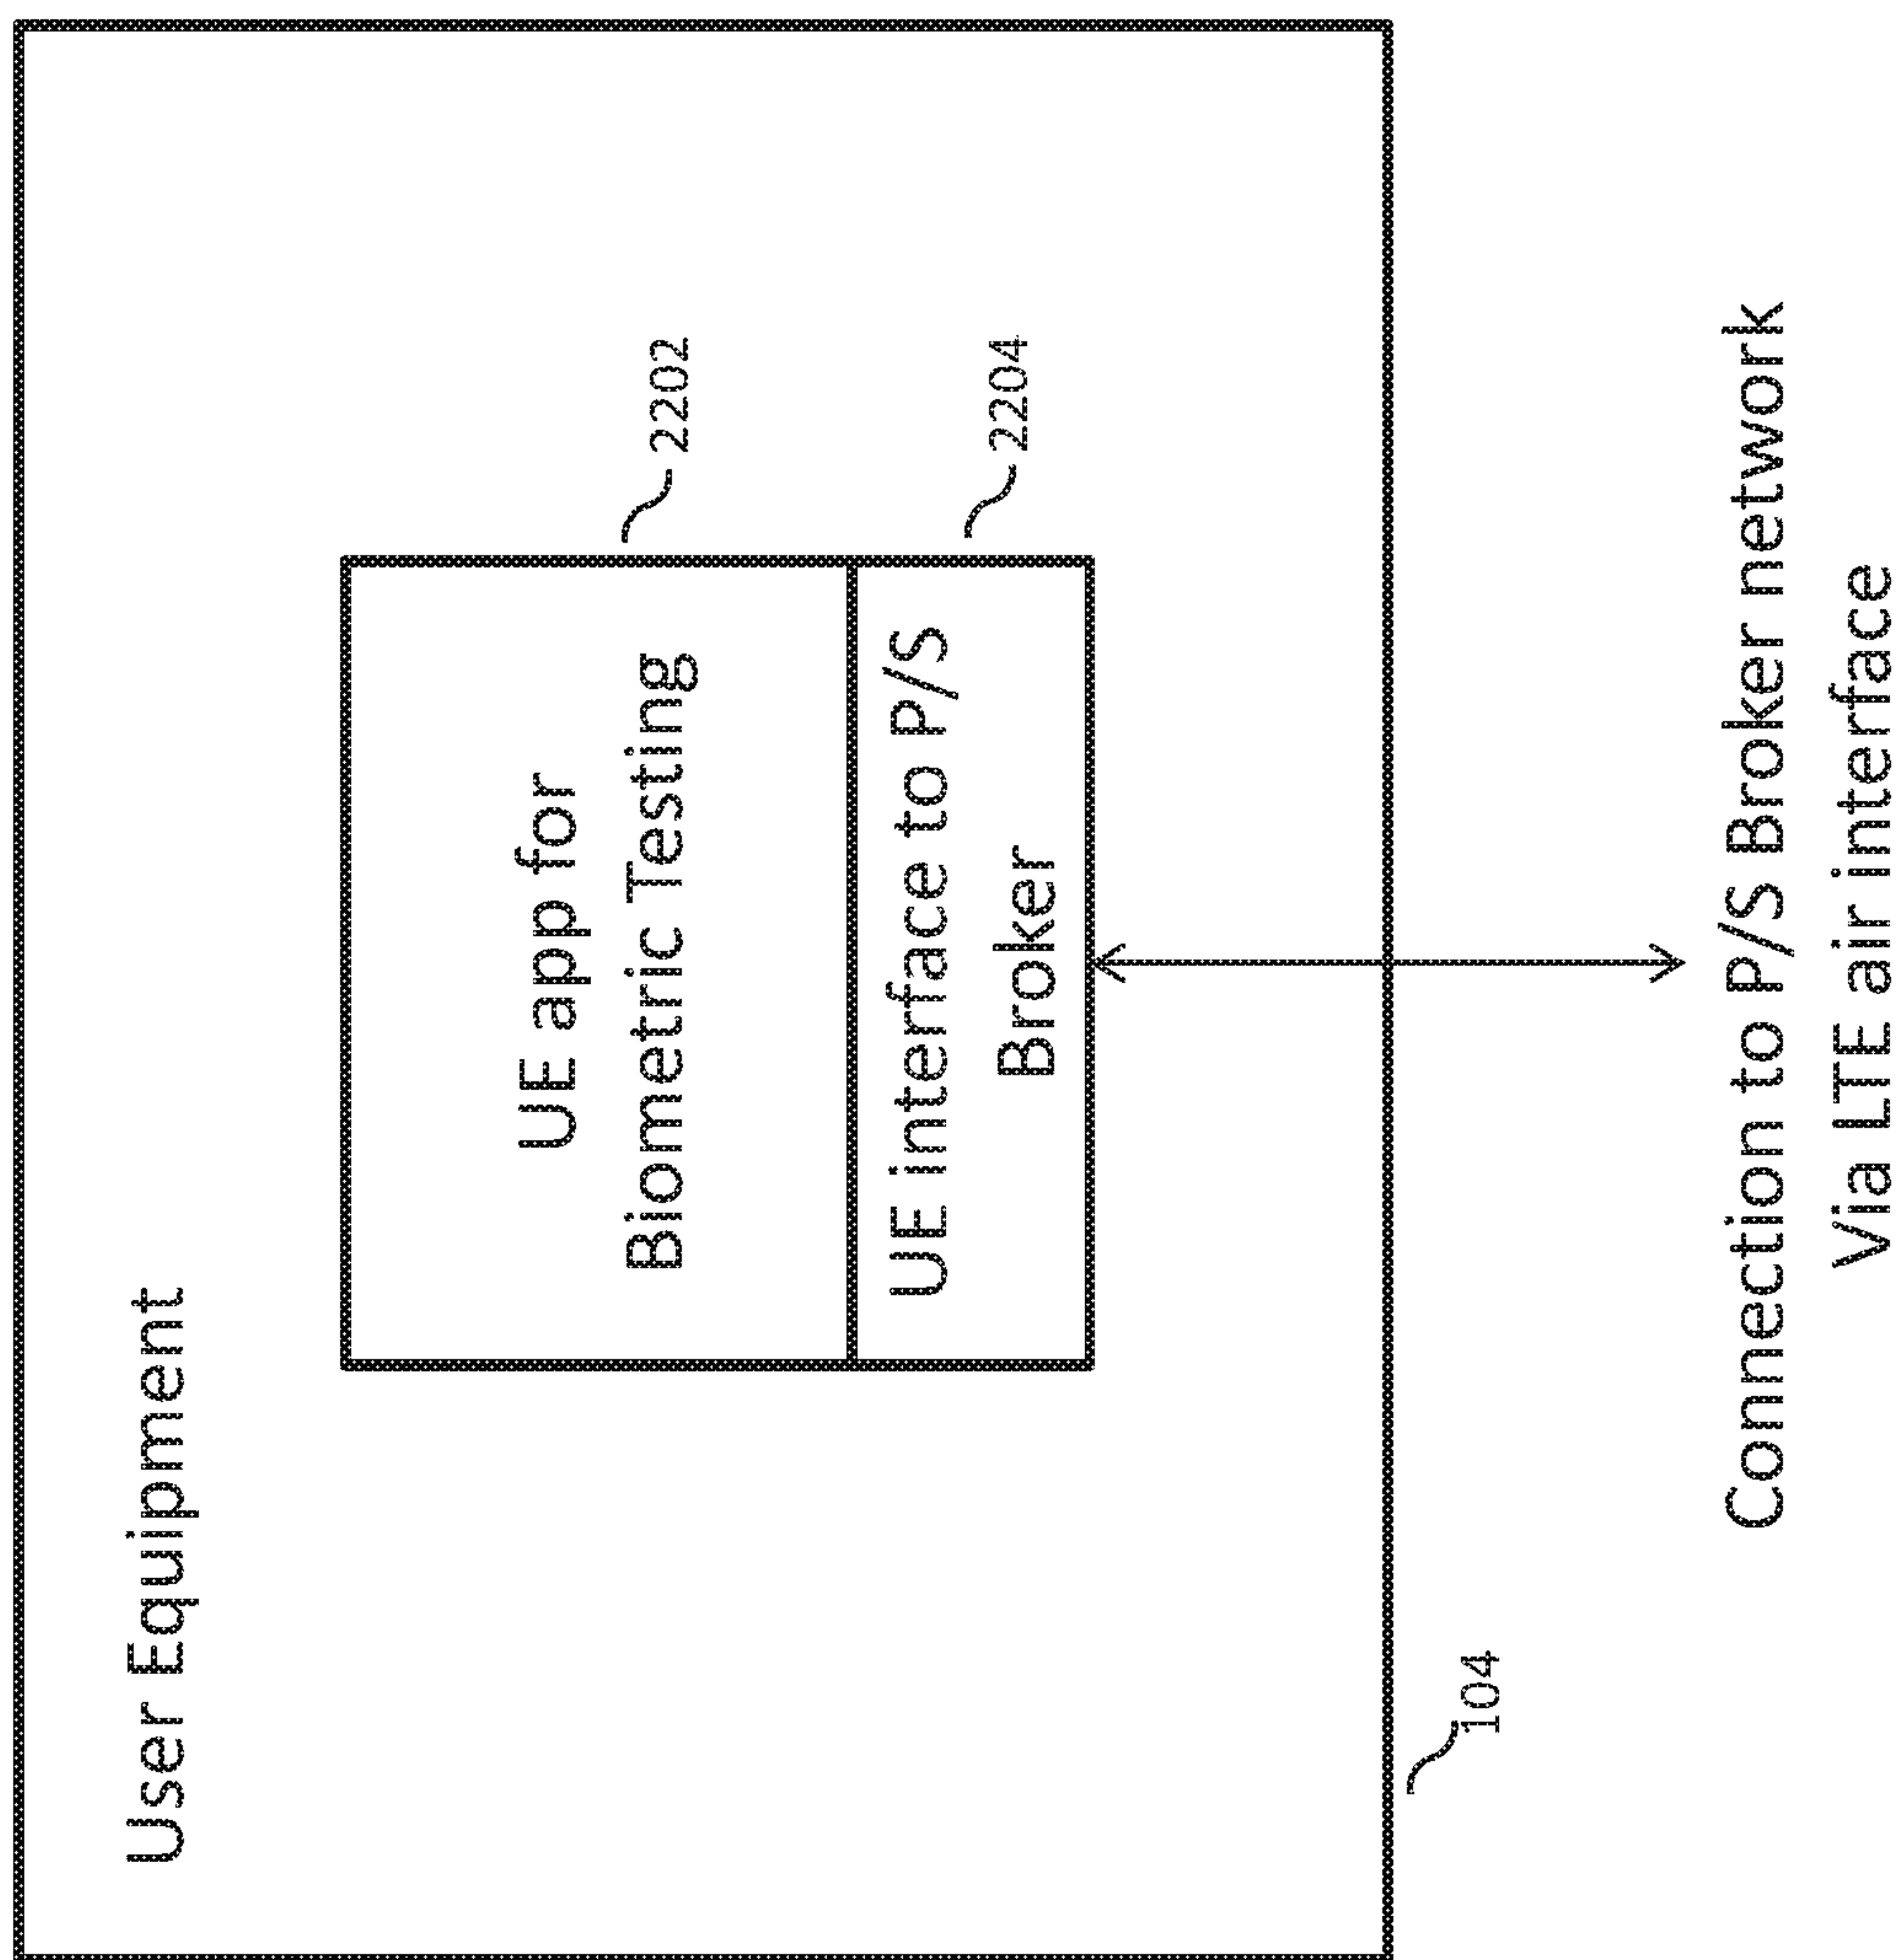 User Equipment
UE app for
Biometric Testing
2202
UE interface to P/S
Broker
2204
104
Connection to P/S Broker network
Via LTE air interface